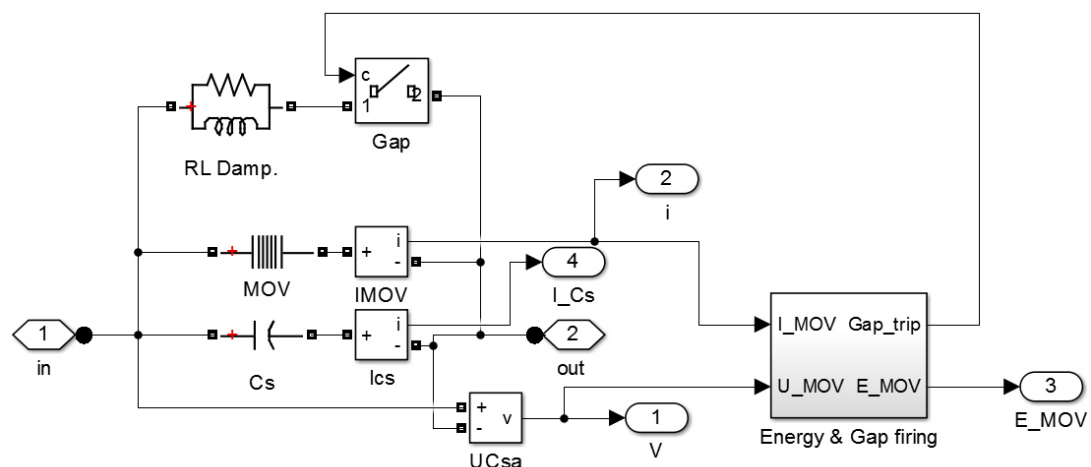 c
1
2
Gap
RL Damp.
2
i
i
+
-
MOV
IMOV
4
I_Cs
1
in
i
+
-
Cs
Ics
2
out
I_MOV
Gap_trip
U_MOV
E_MOV
Energy & Gap firing
3
E_MOV
+
-
v
UCsa
1
V